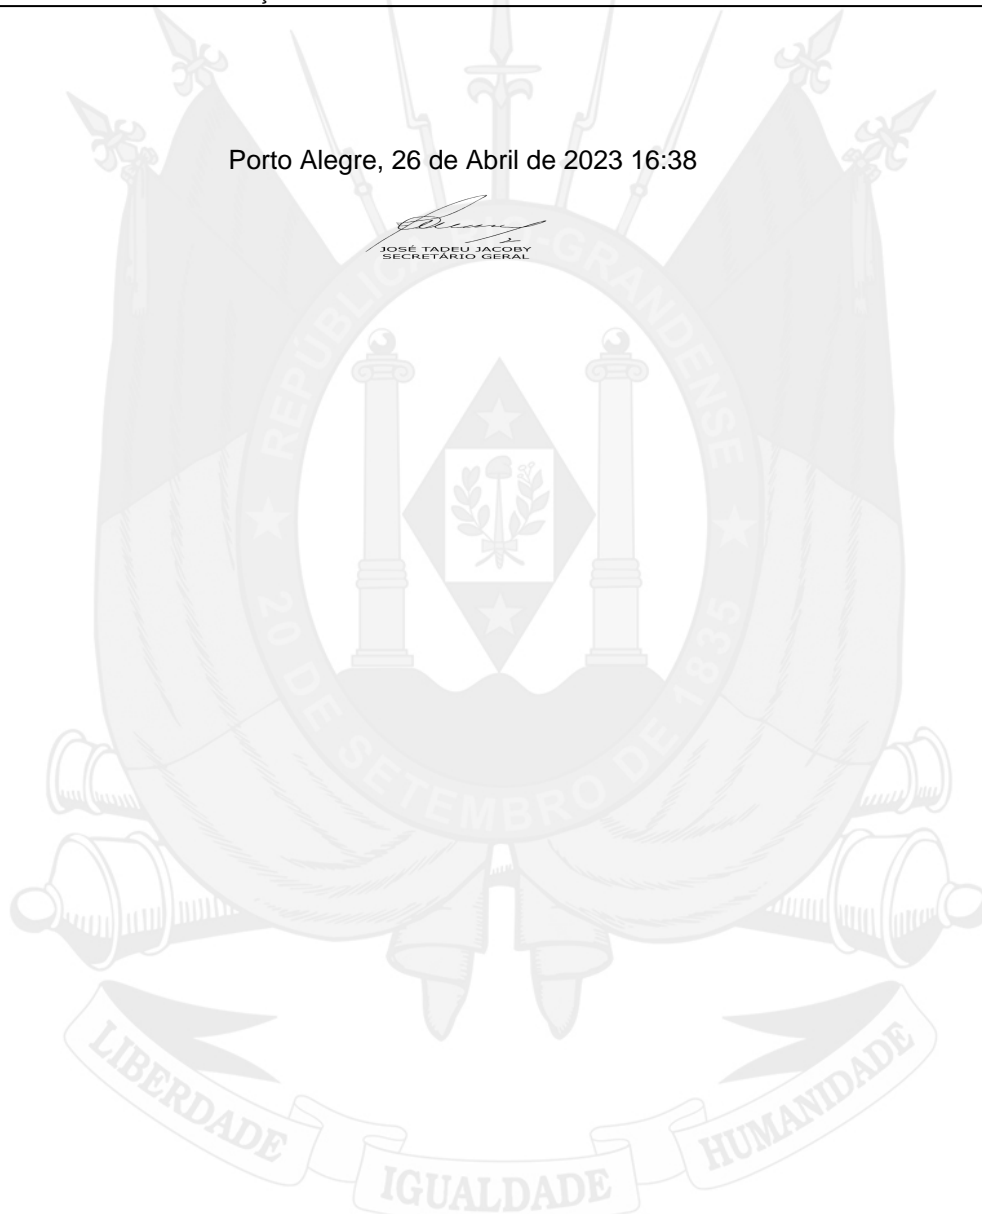 Porto Alegre, 26 de Abril de 2023 16:38
JOSÉ TADEU JACOBY
SECRETÁRIO GERAL
REPÚBLICA RIO-GRANDENSE
20 DE SETEMBRO DE 1835
LIBERDADE
IGUALDADE
HUMANIDADE